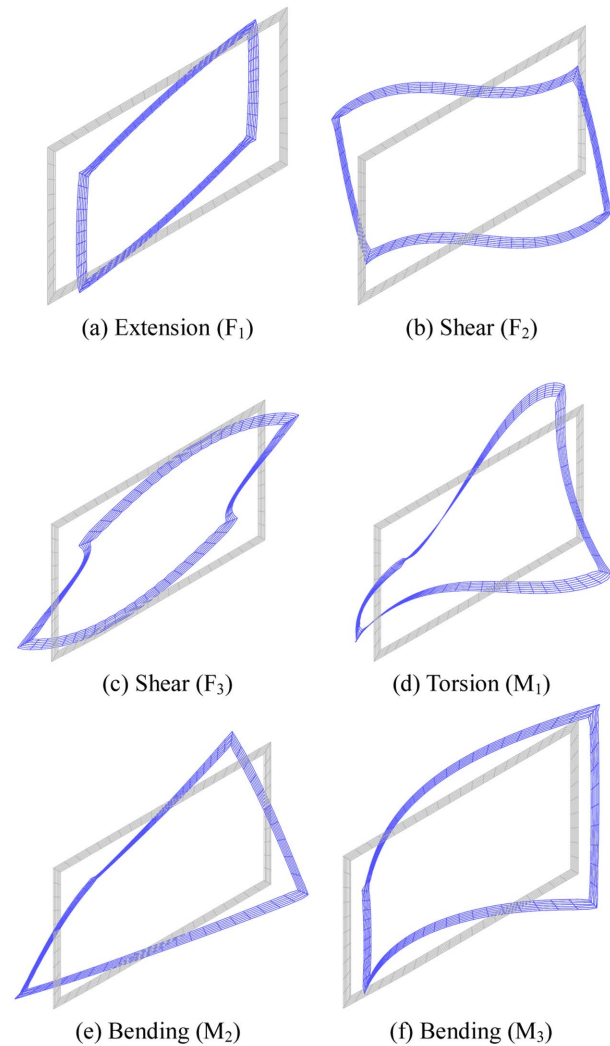 (a) Extension (F₁)
(b) Shear (F₂)
(c) Shear (F₃)
(d) Torsion (M₁)
(e) Bending (M₂)
(f) Bending (M₃)